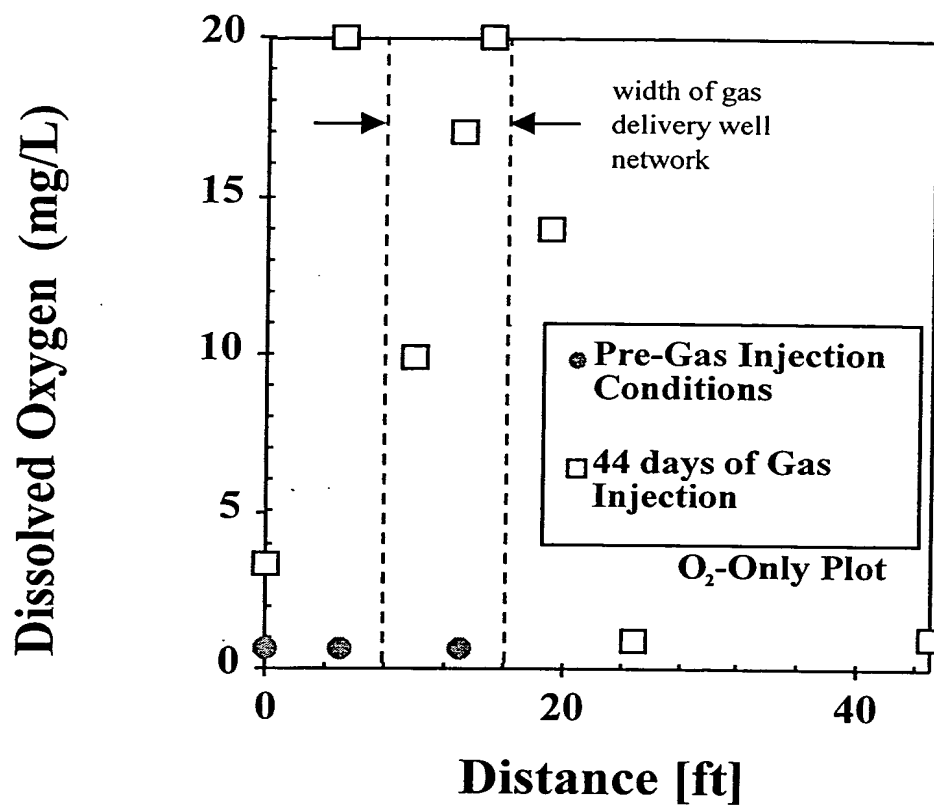 Dissolved Oxygen (mg/L)
20
15
10
5
0
width of gas
delivery well
network
Pre-Gas Injection
Conditions
44 days of Gas
Injection
O₂-Only Plot
0
20
40
Distance [ft]